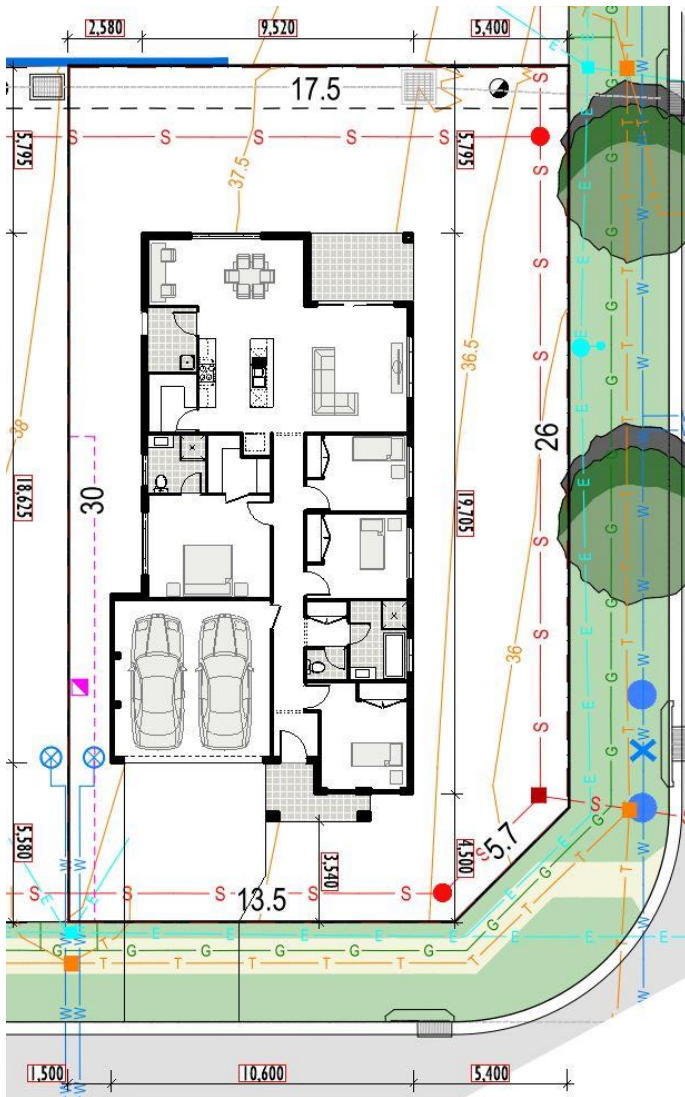 2,580 9,520 5,400
17.5
5,795
5,795
S S S S S S
37.5
38
36.5
26
30
18.625
19.705
36
5.7
5.580
3.540
4.500
S S S S S S
13.5
E E E E
G G G G
T T T T
W W W W
1,500 10,600 5,400